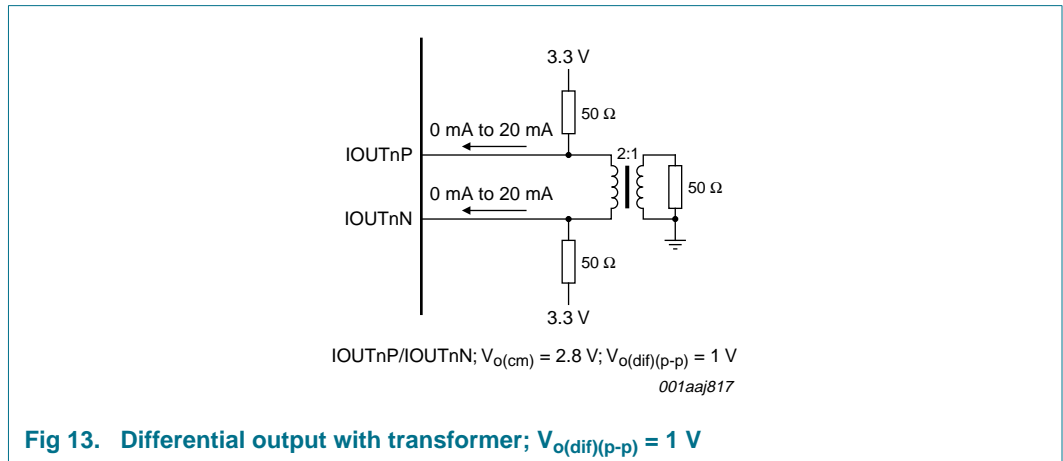 3.3 V
50 Ω
0 mA to 20 mA
IOUTnP
2:1
50 Ω
0 mA to 20 mA
IOUTnN
50 Ω
3.3 V
IOUTnP/IOUTnN; Vo(cm) = 2.8 V; Vo(dif)(p-p) = 1 V
001aaj817
Fig 13. Differential output with transformer; Vo(dif)(p-p) = 1 V